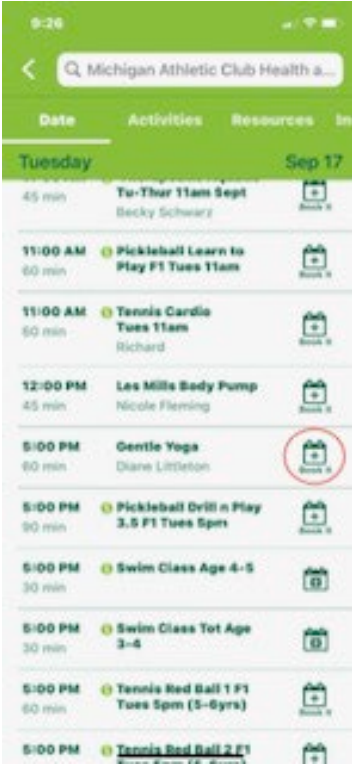 9:26
Michigan Athletic Club Health a...
Date Activities Resources In
Tuesday Sep 17
45 min Tu-Thur 11am Sept
Becky Schwarz
Book It
11:00 AM Pickleball Learn to
60 min Play F1 Tues 11am
Book It
11:00 AM Tennis Cardio
60 min Tues 11am
Richard
Book It
12:00 PM Les Mills Body Pump
45 min Nicole Fleming
Book It
5:00 PM Gentle Yoga
60 min Diane Littleton
Book It
5:00 PM Pickleball Drill n Play
90 min 3.5 F1 Tues 5pm
Book It
5:00 PM Swim Class Age 4-5
30 min
5:00 PM Swim Class Tot Age
30 min 3-4
5:00 PM Tennis Red Ball 1 F1
60 min Tues 5pm (5-6yrs)
Book It
5:00 PM Tennis Red Ball 2 F1